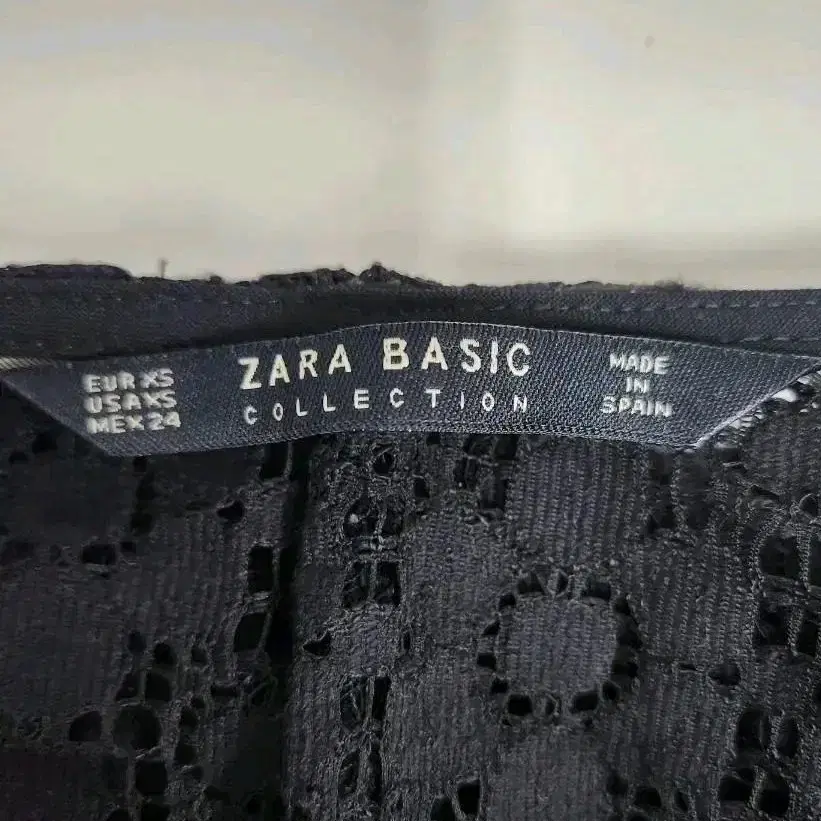 EUR XS
USA XS
MEX 24
ZARA BASIC
COLLECTION
MADE
IN
SPAIN